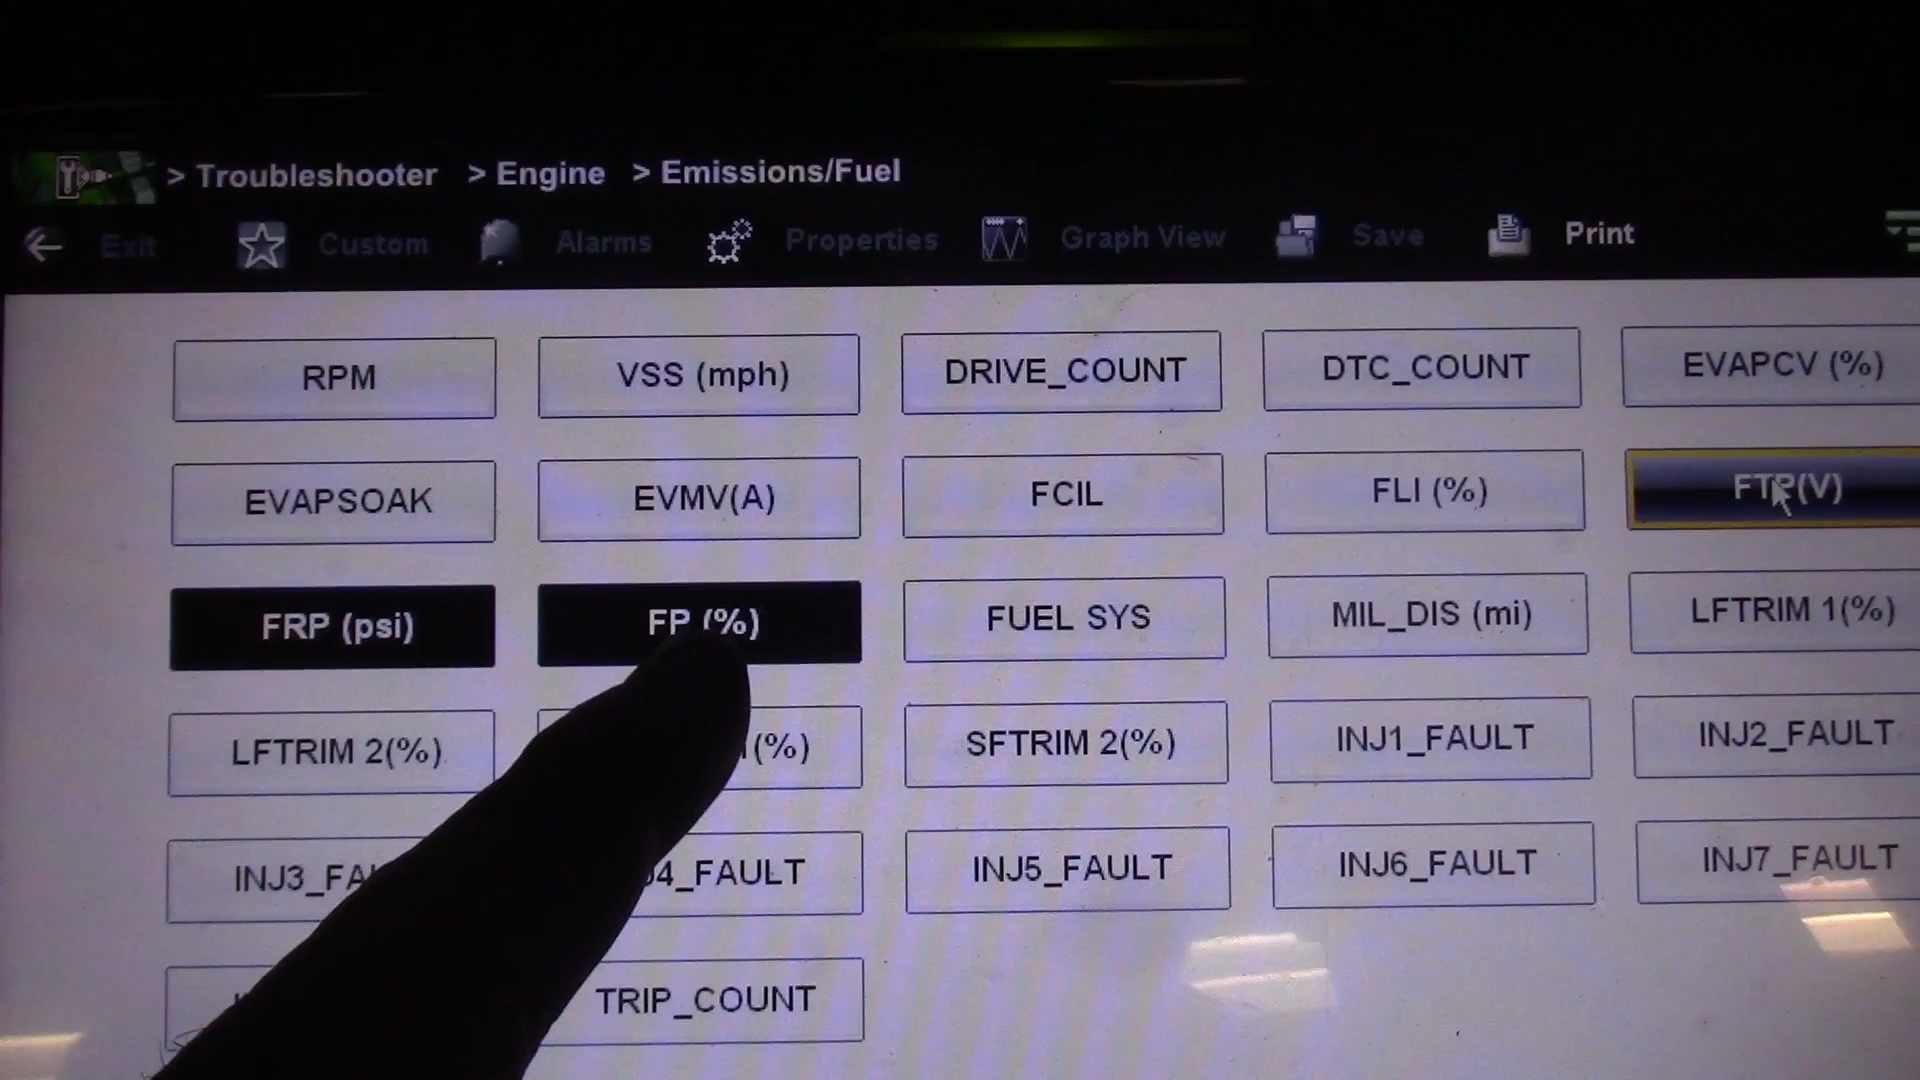 > Troubleshooter > Engine > Emissions/Fuel
Exit Custom Alarms Properties Graph View Save Print
RPM VSS (mph) DRIVE_COUNT DTC_COUNT EVAPCV (%)
EVAPSOAK EVMV(A) FCIL FLI (%) FTP(V)
FRP (psi) FP (%) FUEL SYS MIL_DIS (mi) LFTRIM 1(%)
LFTRIM 2(%) (%) SFTRIM 2(%) INJ1_FAULT INJ2_FAULT
4_FAULT INJ5_FAULT INJ6_FAULT INJ7_FAULT
TRIP_COUNT